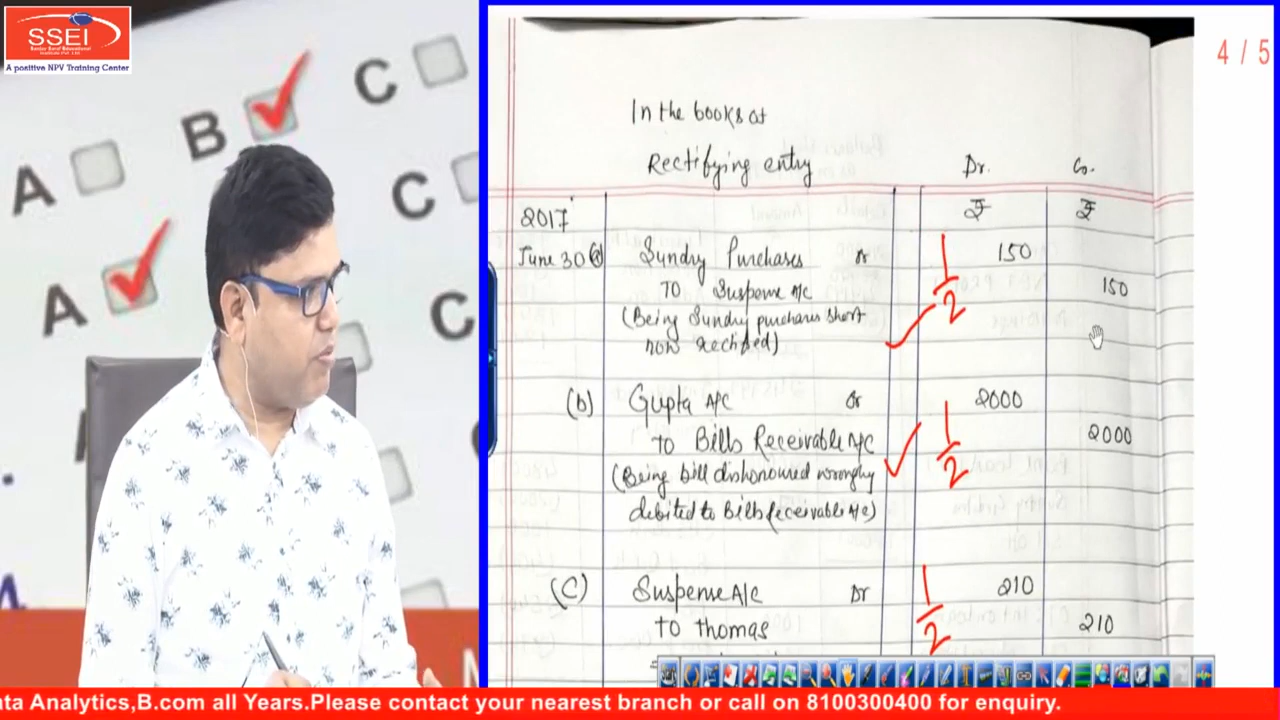 SSEI
A positive NPV Training Center
A
B
C
A
C
A
C
4 / 5
In the books of
Rectifying entry Dr. Cr.
2017 ₹ ₹
June 30 (a) Sundry Purchases Dr 150
TO Suspense A/C 150
(Being Sundry purchases short
now rectified)
1/2
(b) Gupta A/C Dr 2000
TO Bills Receivable A/C 2000
(Being bill dishonoured wrongly
debited to Bills Receivable A/c)
1/2
(C) Suspense A/C Dr 210
TO Thomas 210
1/2
ata Analytics,B.com all Years.Please contact your nearest branch or call on 8100300400 for enquiry.